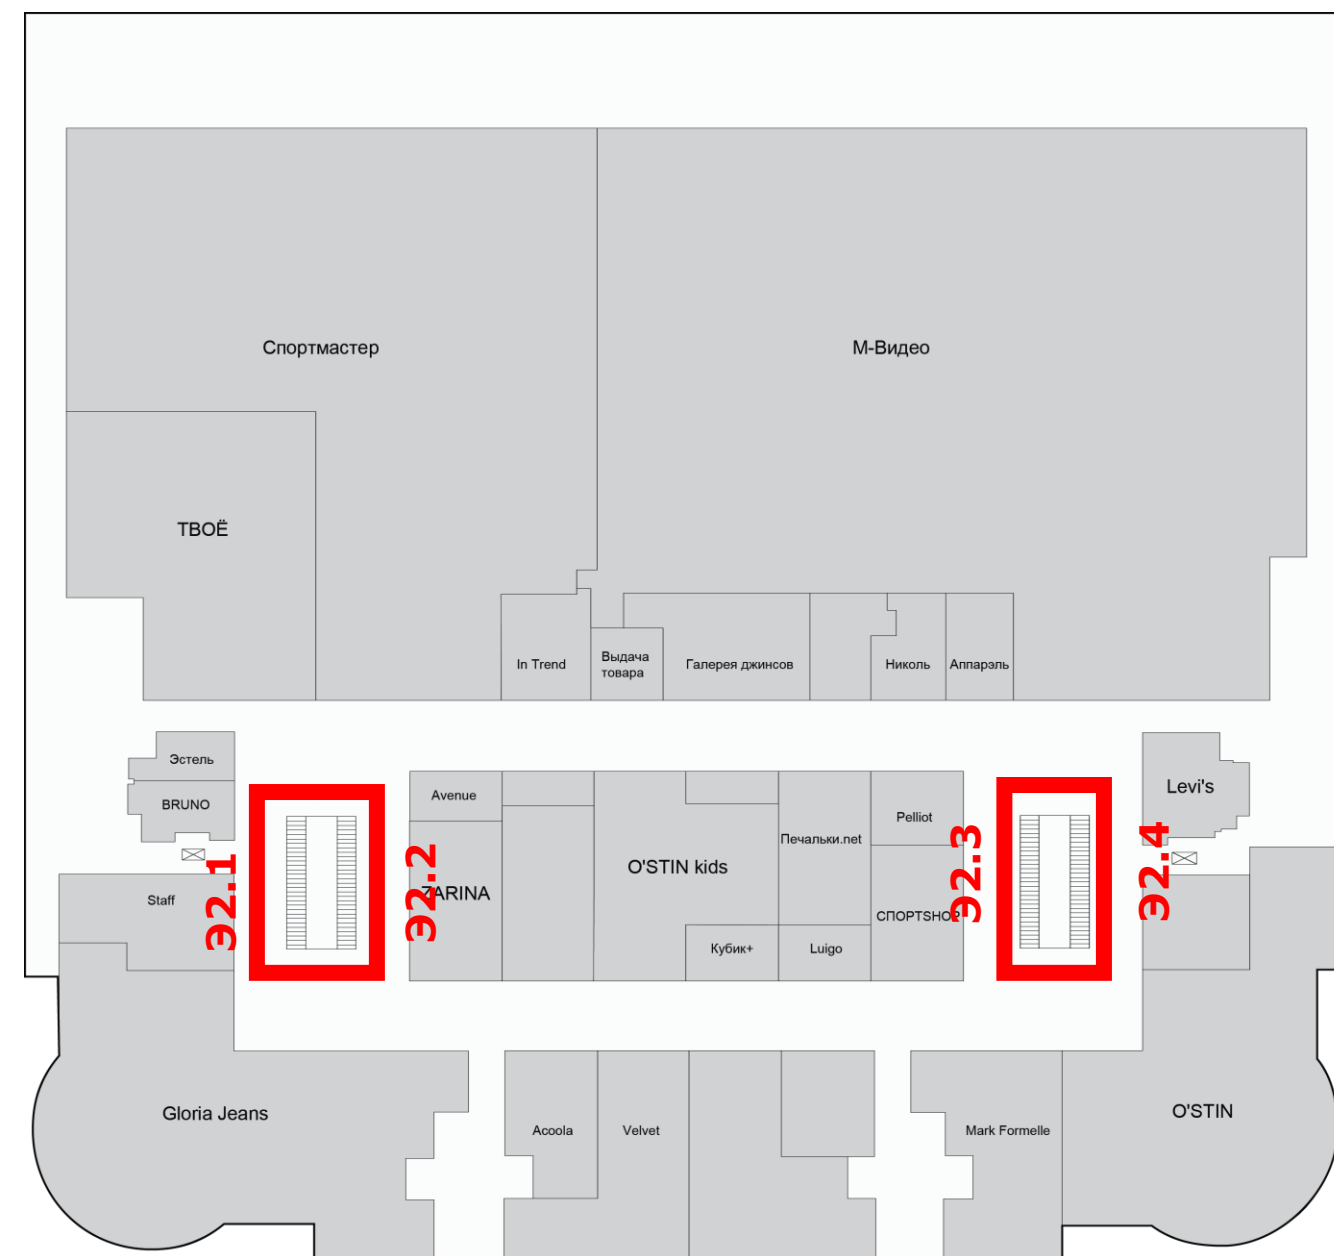 Спортмастер
М-Видео
ТВОЁ
In Trend
Выдача
товара
Галерея джинсов
Николь
Аппарэль
Эстель
BRUNO
Levi's
Avenue
Pelliot
Печальки.net
O'STIN kids
ZARINA
Staff
СПОРТSHOP
Кубик+
Luigo
Э2.1
Э2.2
Э2.3
Э2.4
Gloria Jeans
Acoola
Velvet
Mark Formelle
O'STIN